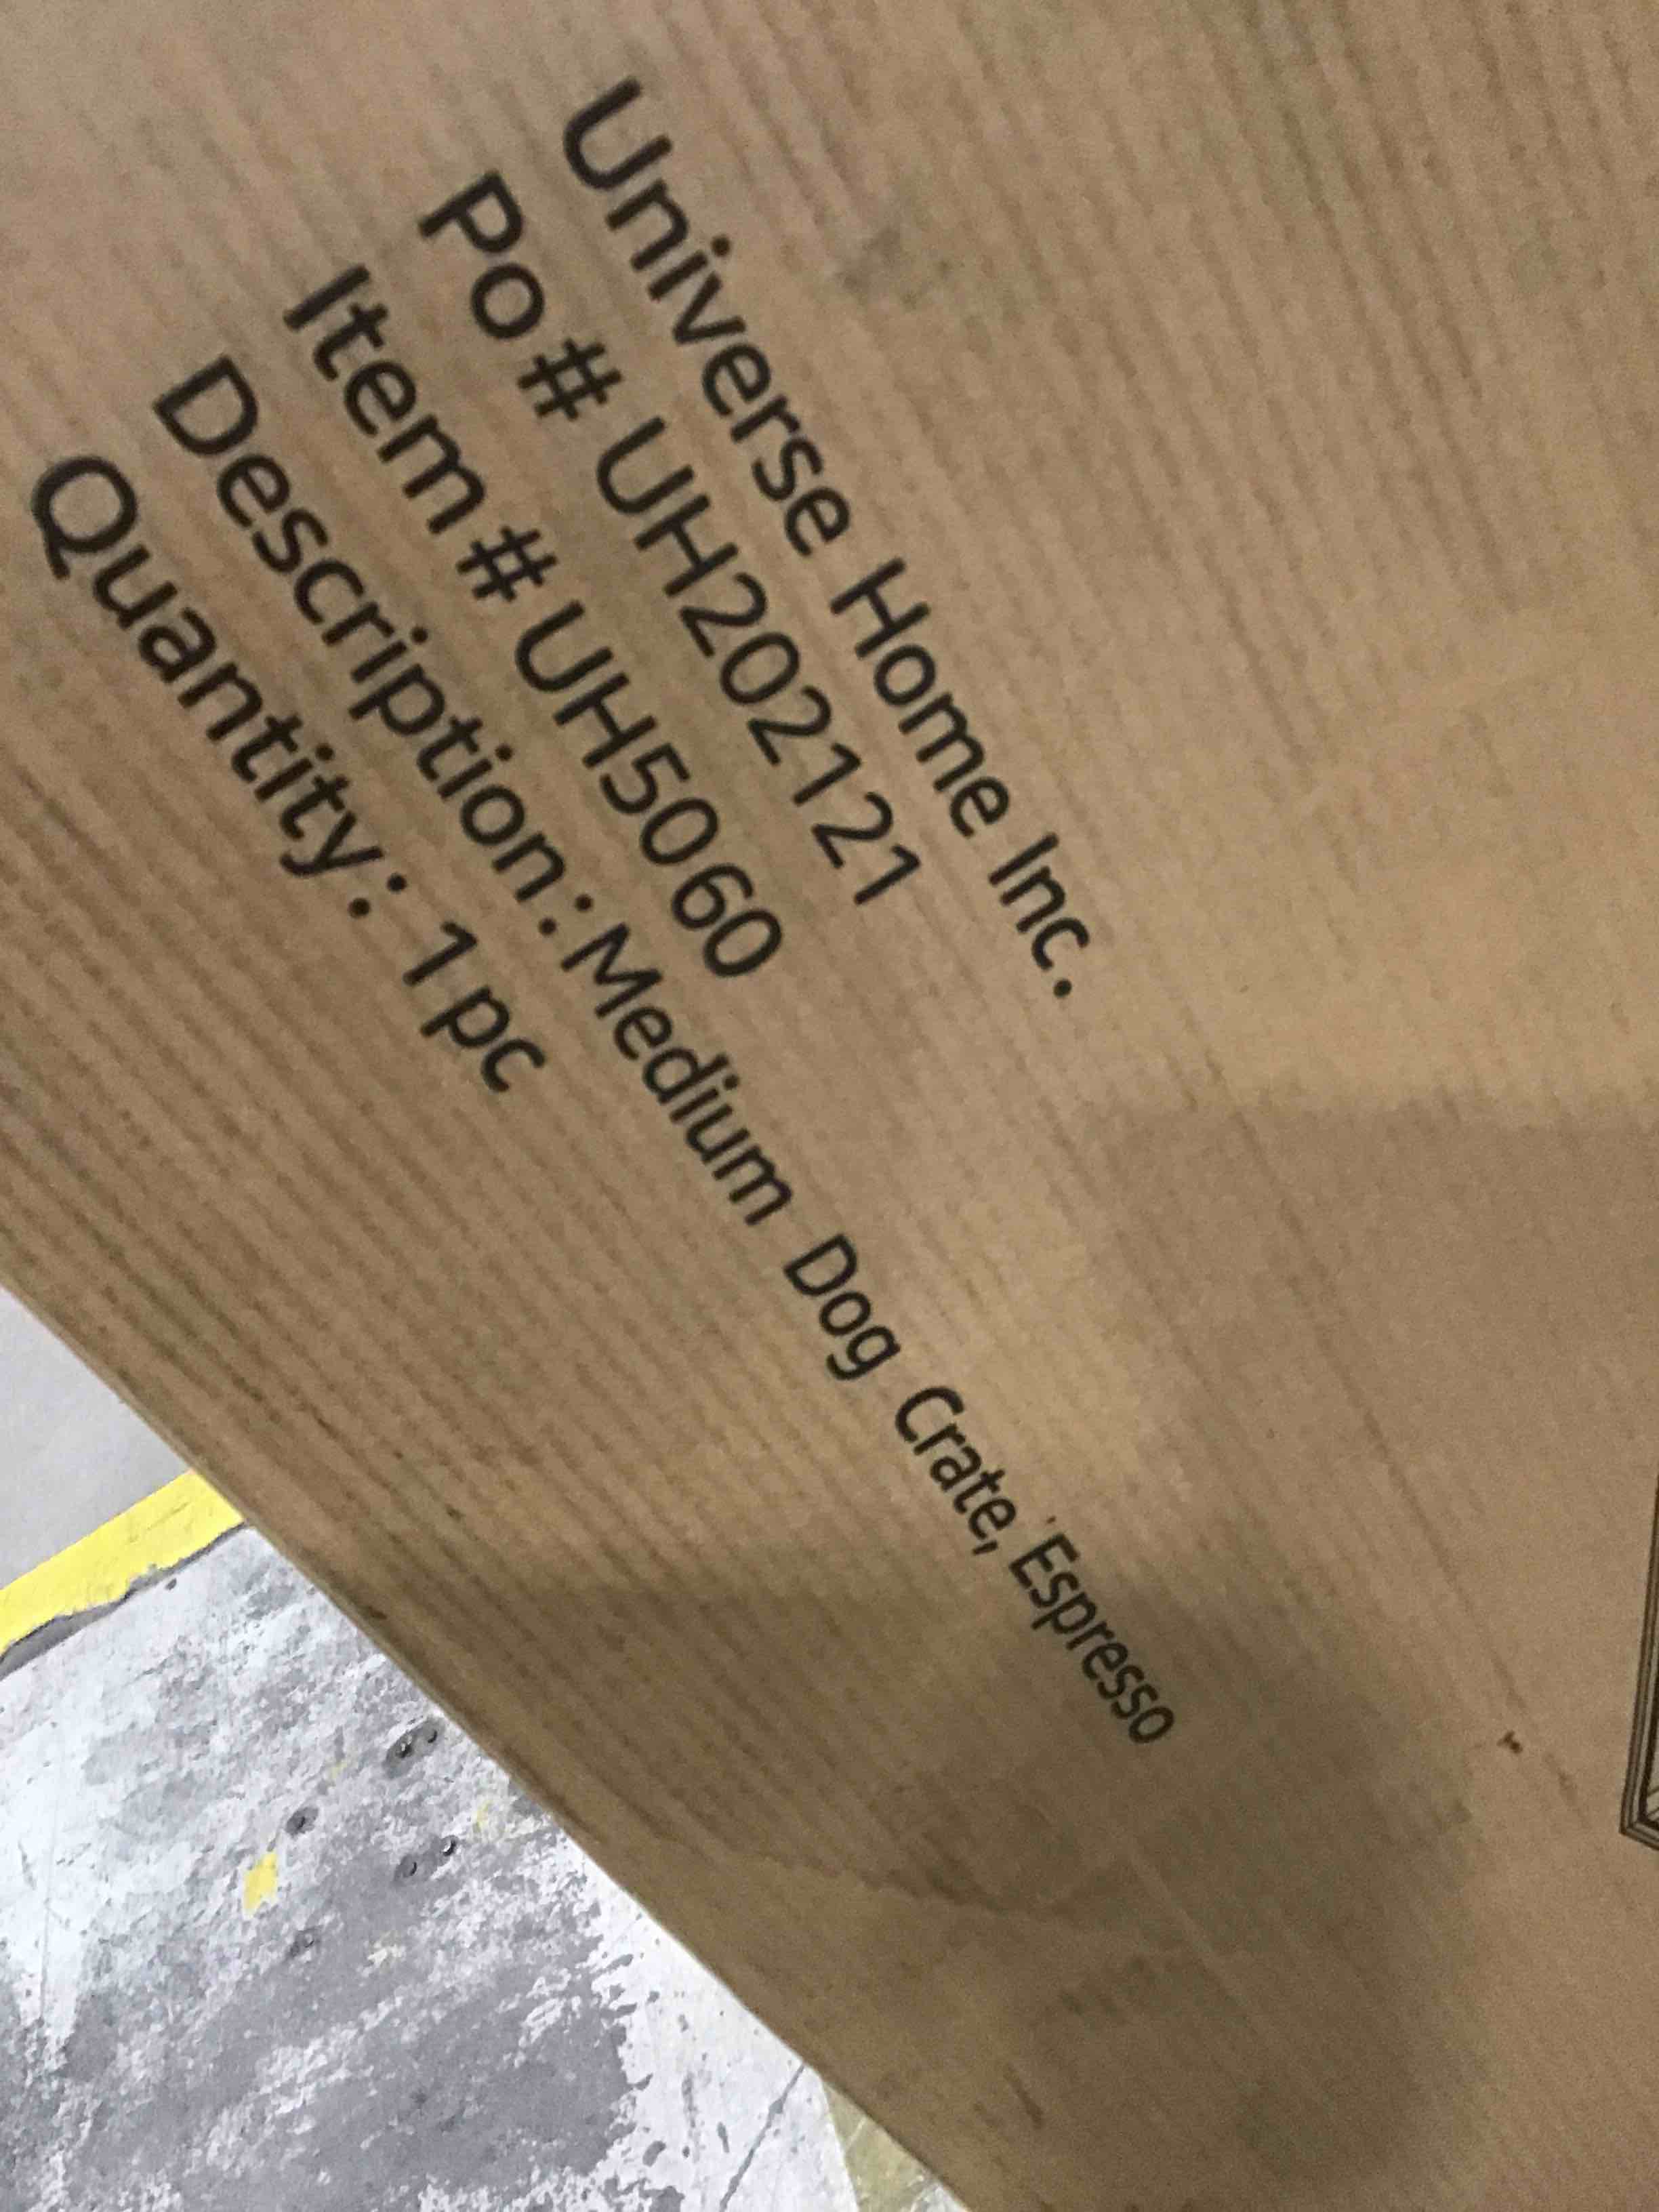 Universe Home Inc.
Po# UH202121
Item# UH5060
Description: Medium Dog Crate, Espresso
Quantity: 1pc